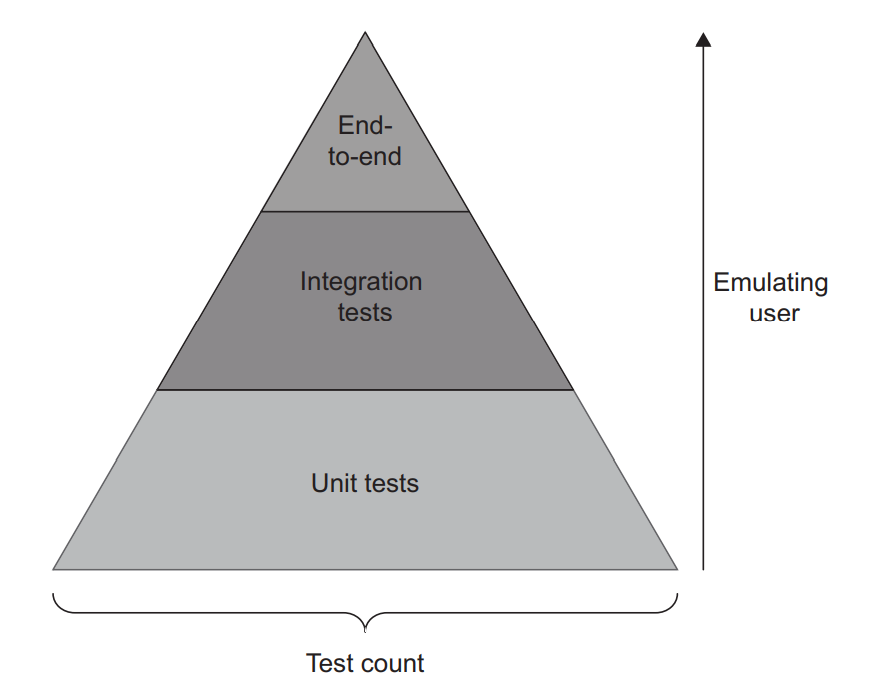 End-
to-end
Integration
tests
Emulating
user
Unit tests
Test count